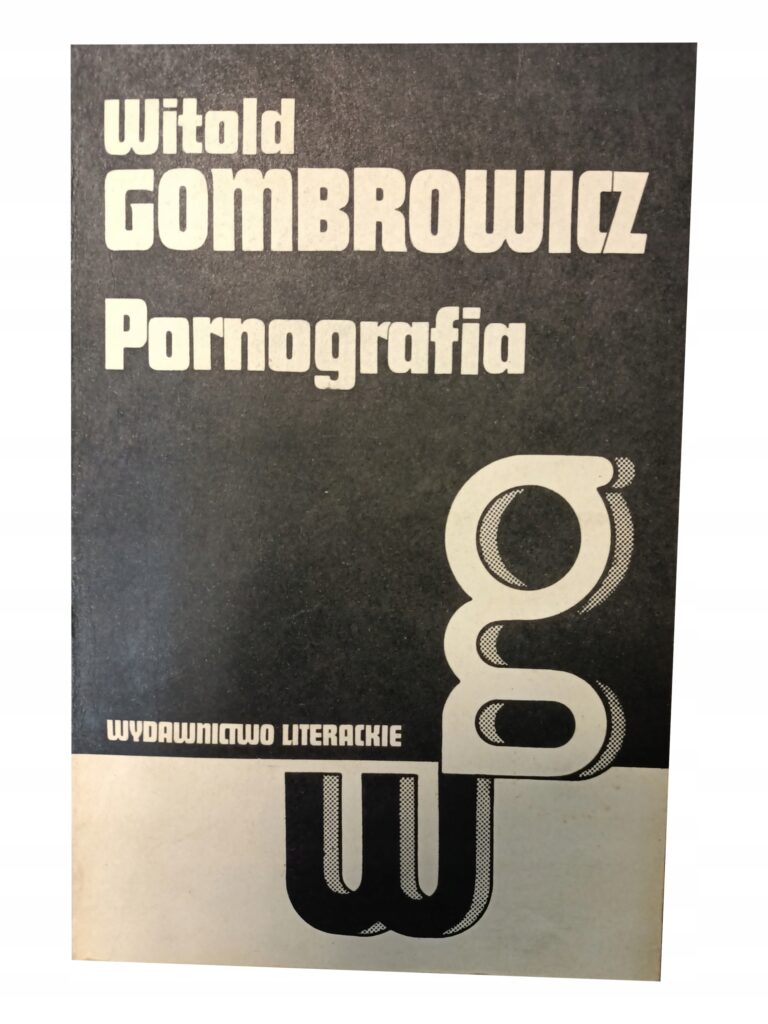 Witold
GOMBROWICZ
Pornografia
g
WYDAWNICTWO LITERACKIE
w